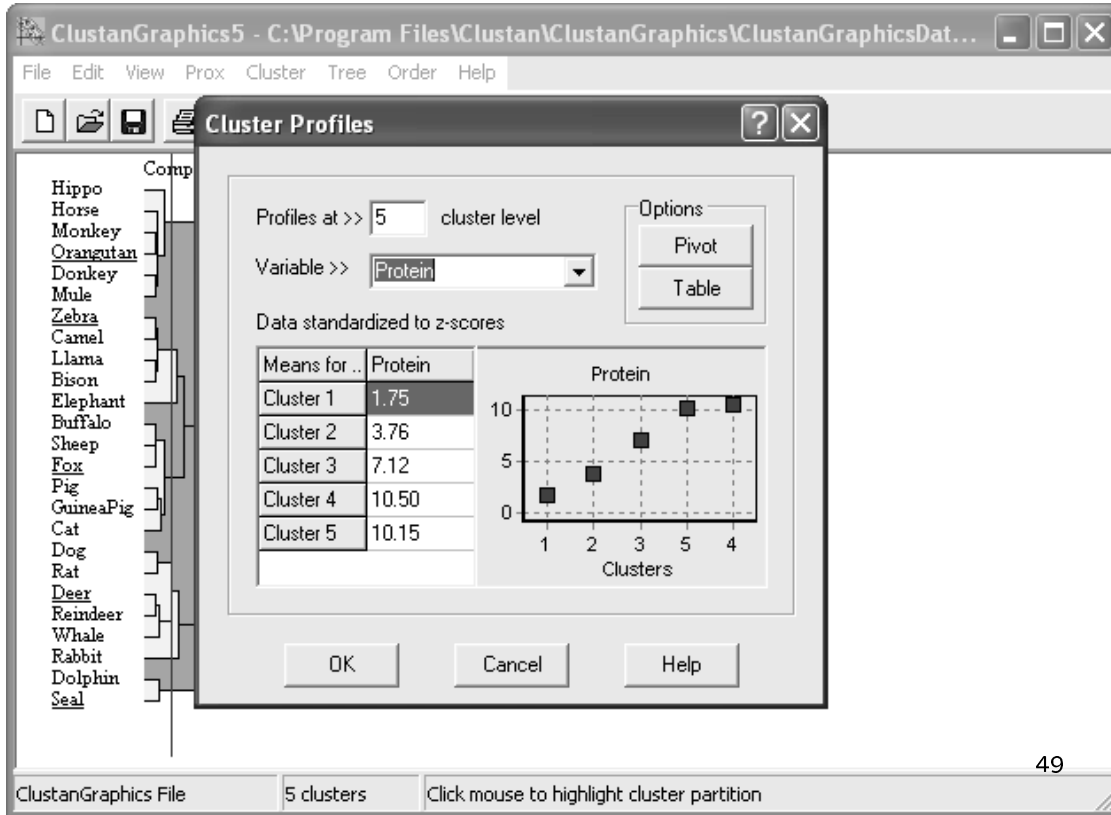 ClustanGraphics5 - C:\Program Files\Clustan\ClustanGraphics\ClustanGraphicsDat...
File Edit View Prox Cluster Tree Order Help
Cluster Profiles
Comp
Hippo
Horse
Monkey
Orangutan
Donkey
Mule
Zebra
Camel
Llama
Bison
Elephant
Buffalo
Sheep
Fox
Pig
GuineaPig
Cat
Dog
Rat
Deer
Reindeer
Whale
Rabbit
Dolphin
Seal
Profiles at >> 5 cluster level
Variable >> Protein
Options
Pivot
Table
Data standardized to z-scores
Means for .. Protein
Cluster 1 1.75
Cluster 2 3.76
Cluster 3 7.12
Cluster 4 10.50
Cluster 5 10.15
Protein
10
5
0
1 2 3 5 4
Clusters
OK Cancel Help
49
ClustanGraphics File 5 clusters Click mouse to highlight cluster partition